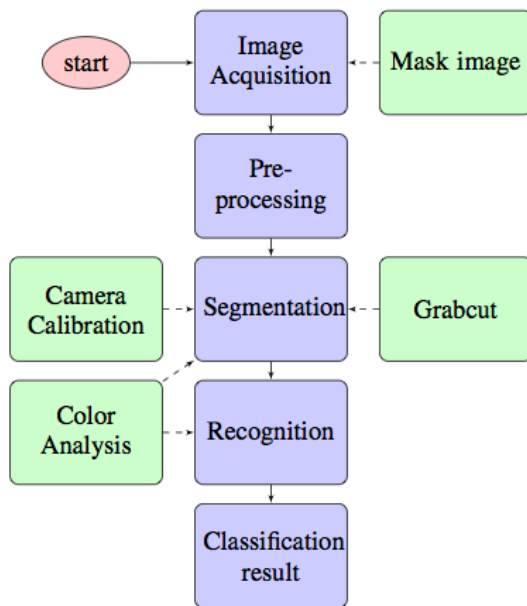 start
Image
Acquisition
Mask image
Pre-
processing
Camera
Calibration
Segmentation
Grabcut
Color
Analysis
Recognition
Classification
result